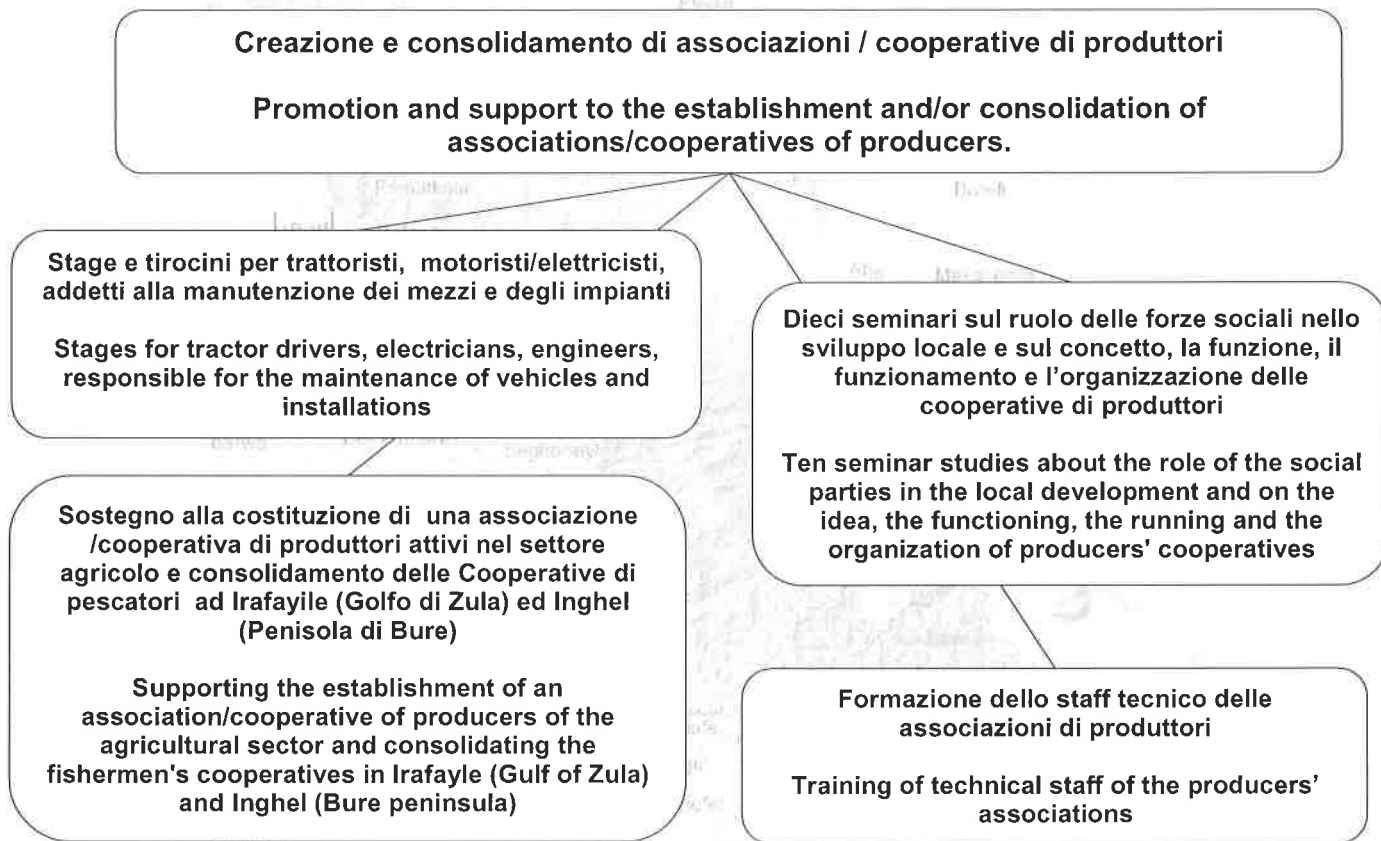 Creazione e consolidamento di associazioni / cooperative di produttori
Promotion and support to the establishment and/or consolidation of
associations/cooperatives of producers.
Stage e tirocini per trattoristi, motoristi/elettricisti,
addetti alla manutenzione dei mezzi e degli impianti
Stages for tractor drivers, electricians, engineers,
responsible for the maintenance of vehicles and
installations
Dieci seminari sul ruolo delle forze sociali nello
sviluppo locale e sul concetto, la funzione, il
funzionamento e l'organizzazione delle
cooperative di produttori
Ten seminar studies about the role of the social
parties in the local development and on the
idea, the functioning, the running and the
organization of producers' cooperatives
Sostegno alla costituzione di una associazione
/cooperativa di produttori attivi nel settore
agricolo e consolidamento delle Cooperative di
pescatori ad Irafayile (Golfo di Zula) ed Inghel
(Penisola di Bure)
Supporting the establishment of an
association/cooperative of producers of the
agricultural sector and consolidating the
fishermen's cooperatives in Irafayle (Gulf of Zula)
and Inghel (Bure peninsula)
Formazione dello staff tecnico delle
associazioni di produttori
Training of technical staff of the producers'
associations